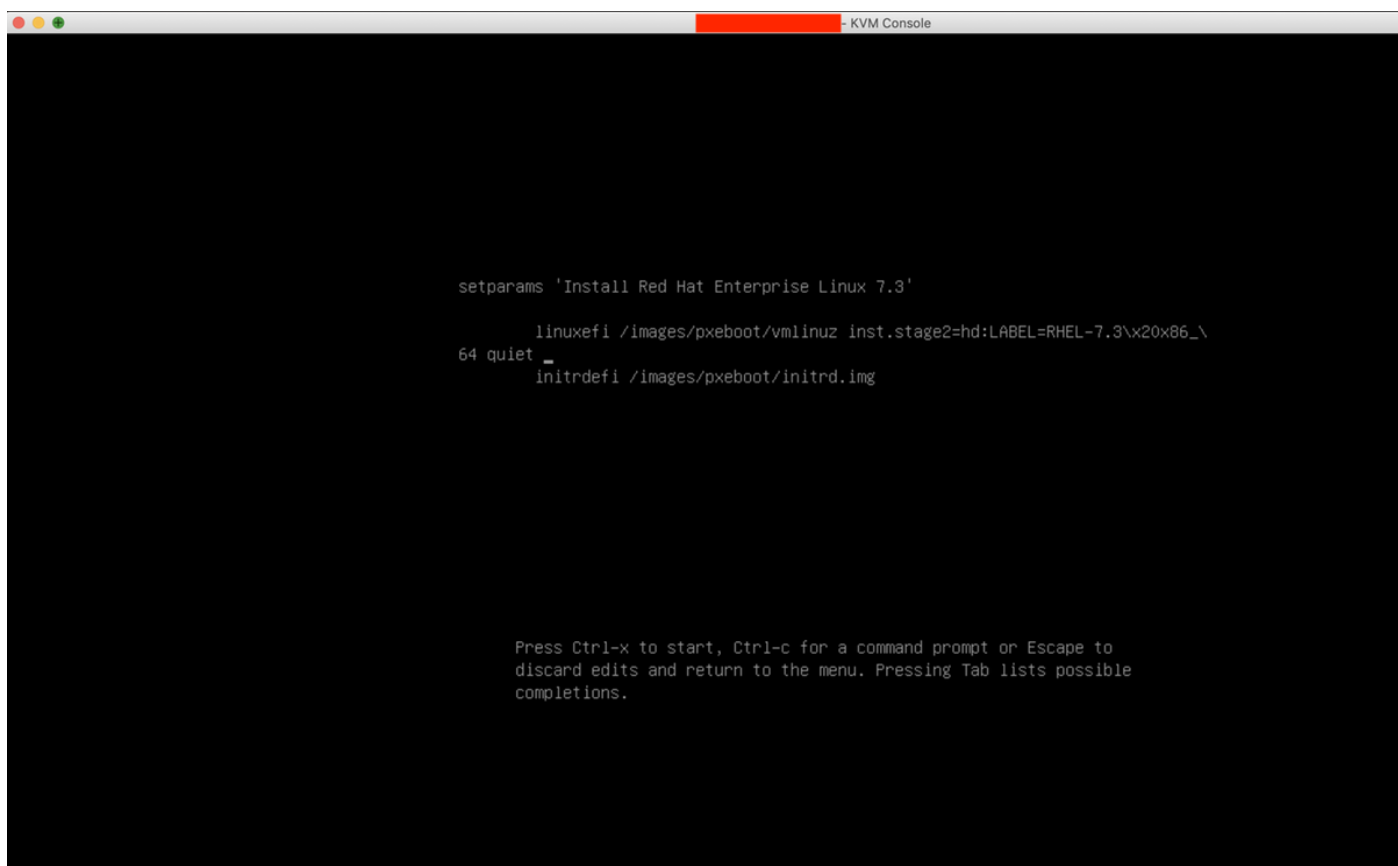 - KVM Console
setparams 'Install Red Hat Enterprise Linux 7.3'
linuxefi /images/pxeboot/vmlinuz inst.stage2=hd:LABEL=RHEL-7.3\x20x86_\
64 quiet _
initrdefi /images/pxeboot/initrd.img
Press Ctrl-x to start, Ctrl-c for a command prompt or Escape to
discard edits and return to the menu. Pressing Tab lists possible
completions.